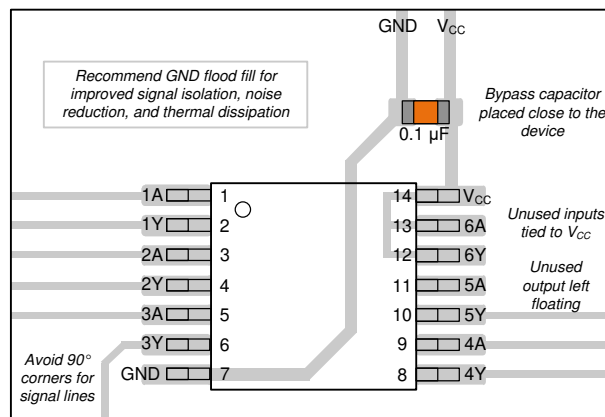 GND V_CC
Recommend GND flood fill for
improved signal isolation, noise
reduction, and thermal dissipation
Bypass capacitor
placed close to the
device
0.1 µF
1A 1 14 V_CC
1Y 2 13 6A
2A 3 12 6Y
2Y 4 11 5A
3A 5 10 5Y
3Y 6 9 4A
GND 7 8 4Y
Unused inputs
tied to V_CC
Unused
output left
floating
Avoid 90°
corners for
signal lines